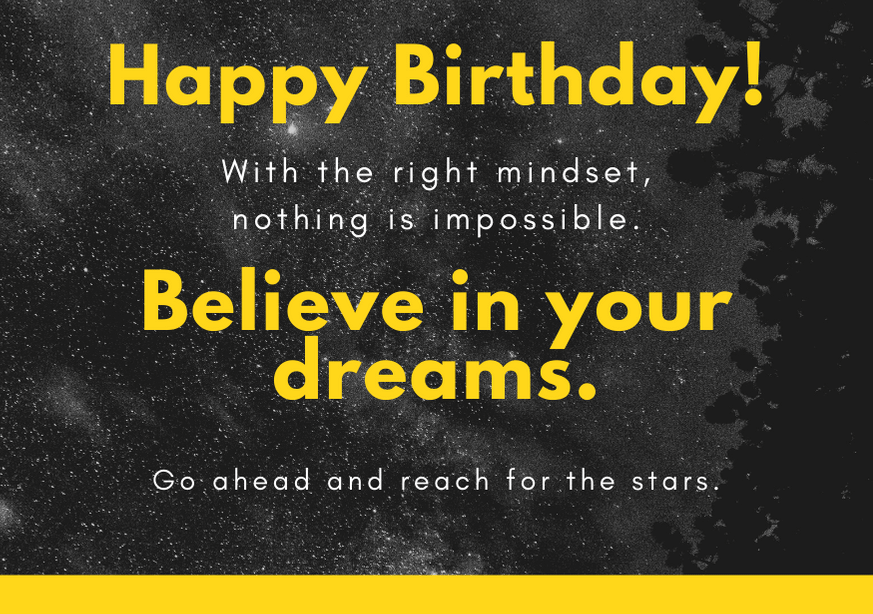 Happy Birthday!
With the right mindset,
nothing is impossible.
Believe in your
dreams.
Go ahead and reach for the stars.